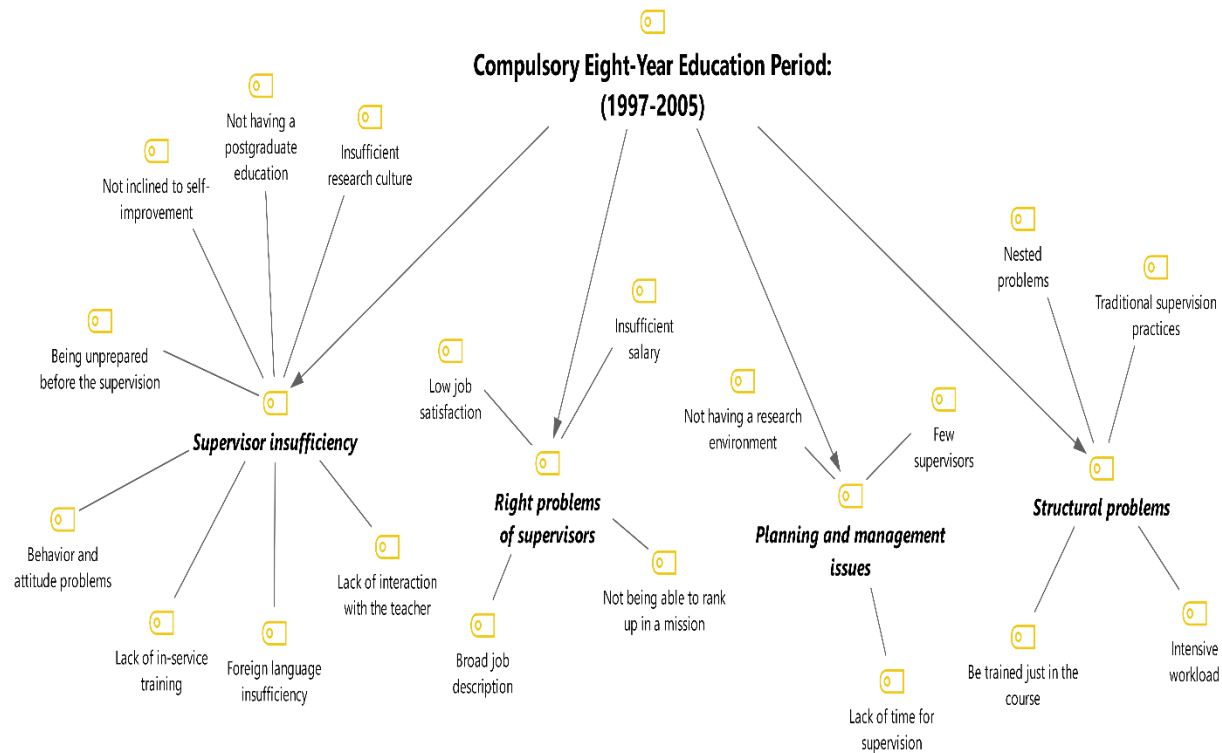 Compulsory Eight-Year Education Period:
(1997-2005)
Not having a
postgraduate
education
Insufficient
research culture
Not inclined to self-
improvement
Being unprepared
before the supervision
Supervisor insufficiency
Behavior and
attitude problems
Lack of in-service
training
Foreign language
insufficiency
Lack of interaction
with the teacher
Low job
satisfaction
Insufficient
salary
Right problems
of supervisors
Broad job
description
Not being able to rank
up in a mission
Not having a research
environment
Few
supervisors
Planning and management
issues
Lack of time for
supervision
Nested
problems
Traditional supervision
practices
Structural problems
Be trained just in the
course
Intensive
workload